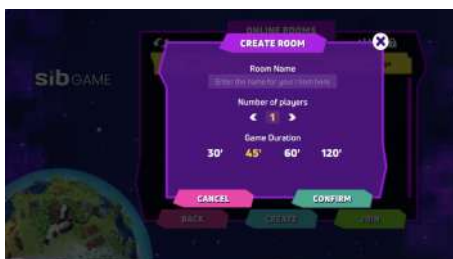 ONLINE ROOMS
CREATE ROOM
sibGAME
Room Name
Enter the name for your room here
Number of players
1
Game Duration
30' 45' 60' 120'
CANCEL CONFIRM
BACK CREATE JOIN